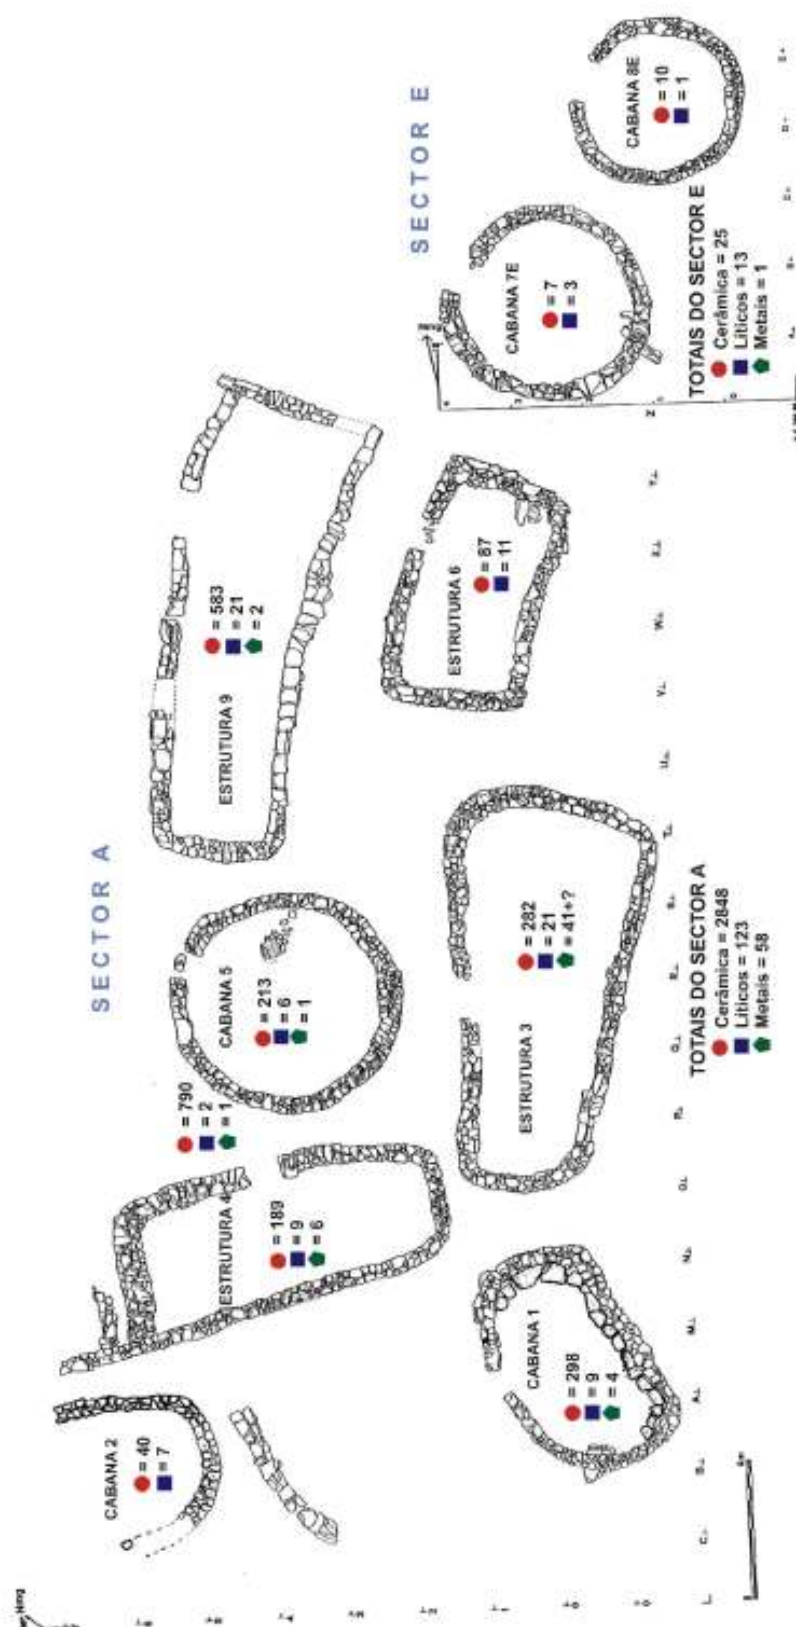 SECTOR A
SECTOR E
CABANA 2
= 40
= 7
ESTRUTURA 4
= 189
= 9
= 6
= 790
= 2
= 1
CABANA 5
= 213
= 6
= 1
ESTRUTURA 9
= 583
= 21
= 2
CABANA 1
= 298
= 9
= 4
ESTRUTURA 3
= 282
= 21
= 41+?
ESTRUTURA 6
= 87
= 11
CABANA 7E
= 7
= 3
CABANA 8E
= 10
= 1
TOTAIS DO SECTOR A
Cerâmica = 2848
Líticos = 123
Metais = 58
TOTAIS DO SECTOR E
Cerâmica = 25
Líticos = 13
Metais = 1
Nmg